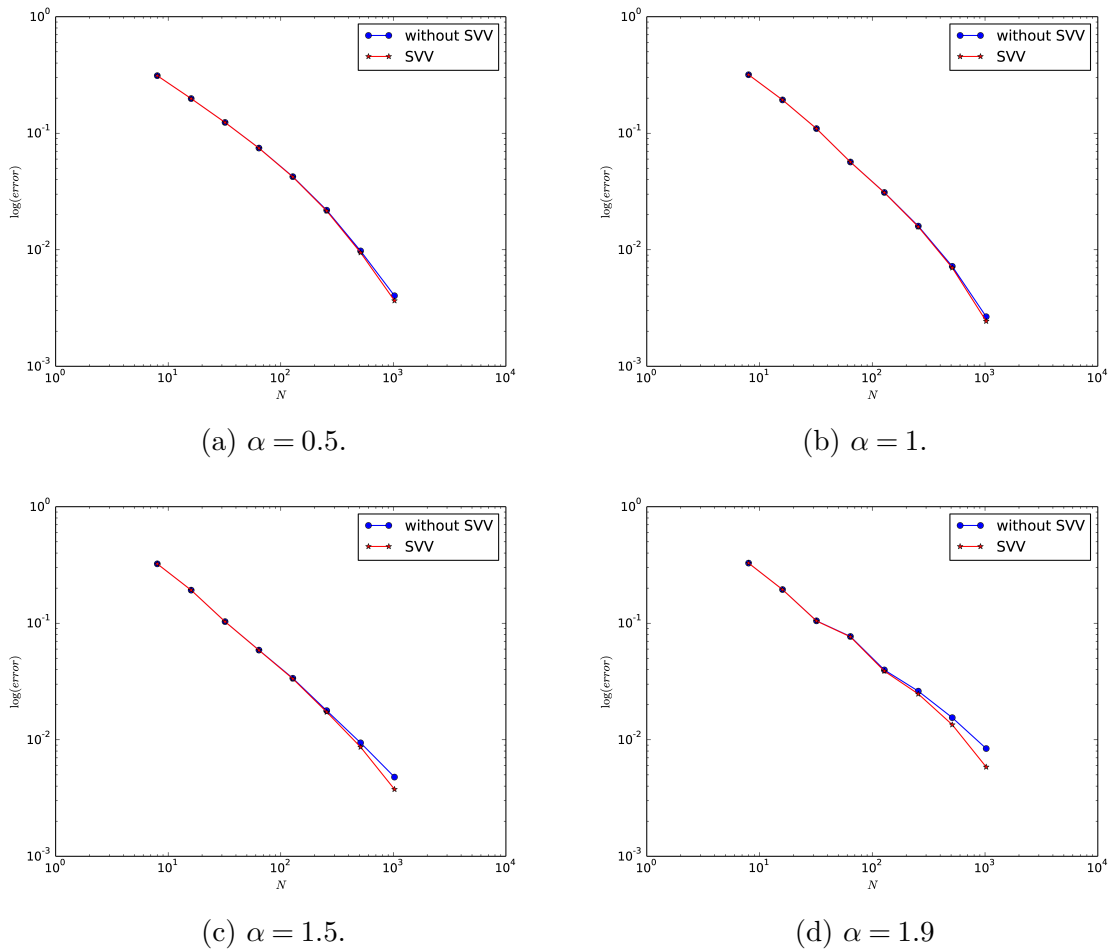 10^0
without SVV
SVV
10^-1
log(error)
10^-2
10^-3
10^0 10^1 10^2 10^3 10^4
N
(a) α = 0.5.
10^0
without SVV
SVV
10^-1
log(error)
10^-2
10^-3
10^0 10^1 10^2 10^3 10^4
N
(b) α = 1.
10^0
without SVV
SVV
10^-1
log(error)
10^-2
10^-3
10^0 10^1 10^2 10^3 10^4
N
(c) α = 1.5.
10^0
without SVV
SVV
10^-1
log(error)
10^-2
10^-3
10^0 10^1 10^2 10^3 10^4
N
(d) α = 1.9